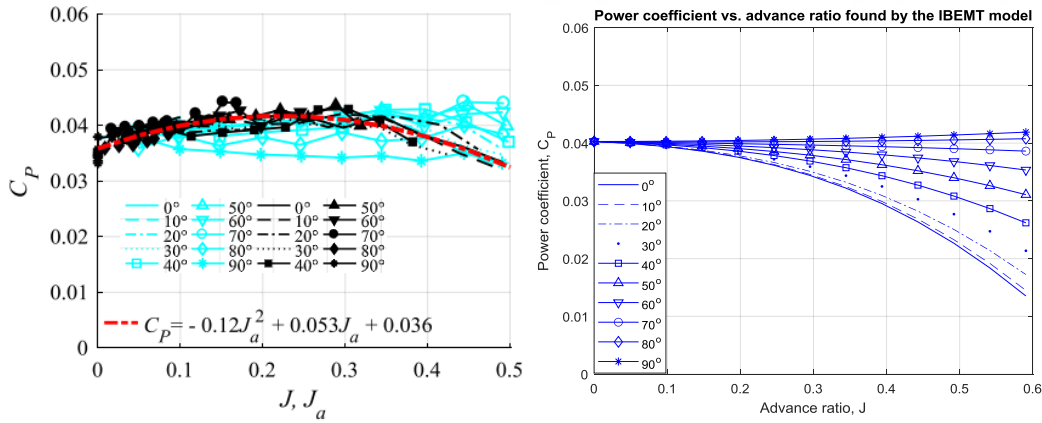 0.06
0.05
0.04
0.03
0.02
0.01
0
C_P
0° 50° 0° 50°
10° 60° 10° 60°
20° 70° 20° 70°
30° 80° 30° 80°
40° 90° 40° 90°
C_P = - 0.12J_a^2 + 0.053J_a + 0.036
0 0.1 0.2 0.3 0.4 0.5
J, J_a
Power coefficient vs. advance ratio found by the IBEMT model
0.06
0.05
0.04
0.03
0.02
0.01
0
Power coefficient, C_P
0°
10°
20°
30°
40°
50°
60°
70°
80°
90°
0 0.1 0.2 0.3 0.4 0.5 0.6
Advance ratio, J